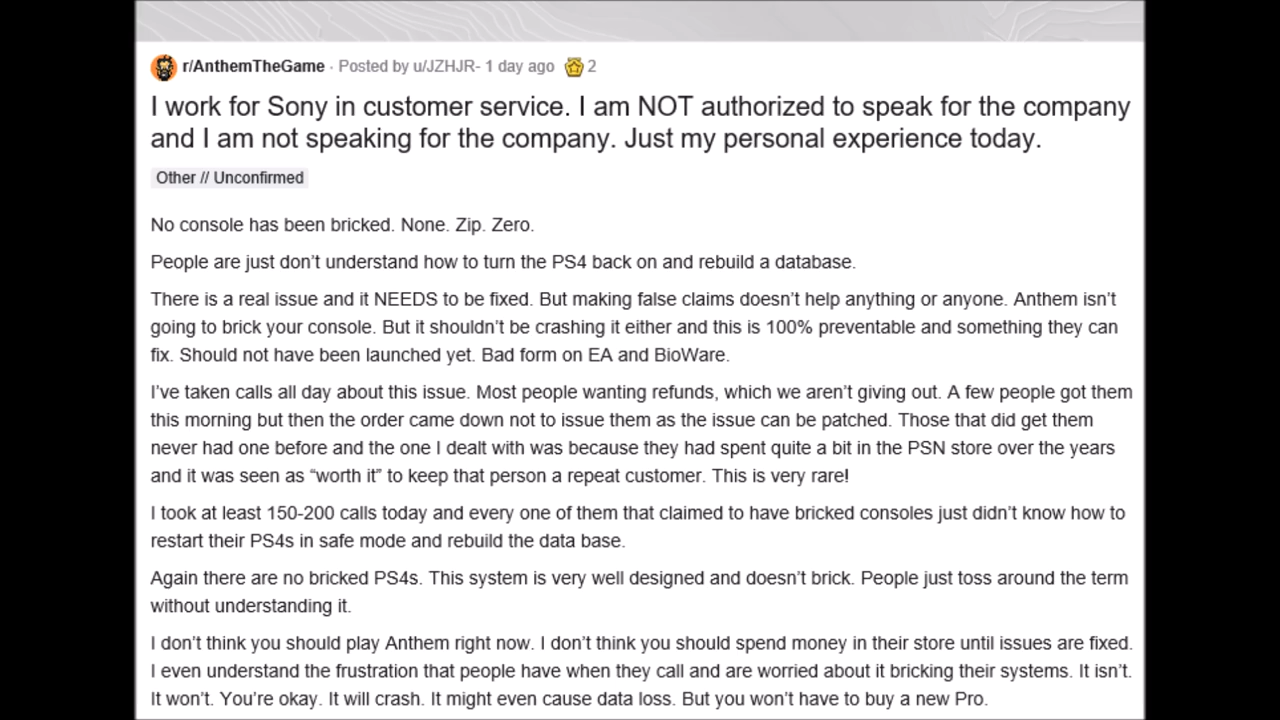 r/AnthemTheGame · Posted by u/JZHJR- 1 day ago 2
I work for Sony in customer service. I am NOT authorized to speak for the company
and I am not speaking for the company. Just my personal experience today.
Other // Unconfirmed
No console has been bricked. None. Zip. Zero.
People are just don’t understand how to turn the PS4 back on and rebuild a database.
There is a real issue and it NEEDS to be fixed. But making false claims doesn’t help anything or anyone. Anthem isn’t
going to brick your console. But it shouldn’t be crashing it either and this is 100% preventable and something they can
fix. Should not have been launched yet. Bad form on EA and BioWare.
I’ve taken calls all day about this issue. Most people wanting refunds, which we aren’t giving out. A few people got them
this morning but then the order came down not to issue them as the issue can be patched. Those that did get them
never had one before and the one I dealt with was because they had spent quite a bit in the PSN store over the years
and it was seen as “worth it” to keep that person a repeat customer. This is very rare!
I took at least 150-200 calls today and every one of them that claimed to have bricked consoles just didn’t know how to
restart their PS4s in safe mode and rebuild the data base.
Again there are no bricked PS4s. This system is very well designed and doesn’t brick. People just toss around the term
without understanding it.
I don’t think you should play Anthem right now. I don’t think you should spend money in their store until issues are fixed.
I even understand the frustration that people have when they call and are worried about it bricking their systems. It isn’t.
It won’t. You’re okay. It will crash. It might even cause data loss. But you won’t have to buy a new Pro.